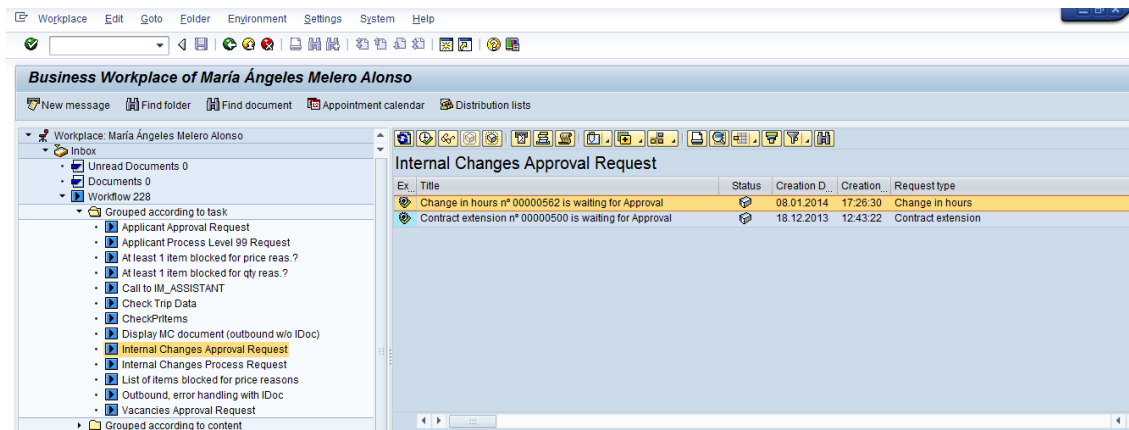 Workplace Edit Goto Folder Environment Settings System Help
Business Workplace of María Ángeles Melero Alonso
New message Find folder Find document Appointment calendar Distribution lists
Workplace: María Ángeles Melero Alonso
Inbox
Unread Documents 0
Documents 0
Workflow 228
Grouped according to task
Applicant Approval Request
Applicant Process Level 99 Request
At least 1 item blocked for price reas.?
At least 1 item blocked for qty reas.?
Call to IM_ASSISTANT
Check Trip Data
CheckPrItems
Display MC document (outbound w/o IDoc)
Internal Changes Approval Request
Internal Changes Process Request
List of items blocked for price reasons
Outbound, error handling with IDoc
Vacancies Approval Request
Grouped according to content
Internal Changes Approval Request
Ex... Title Status Creation D... Creation... Request type
Change in hours nº 00000562 is waiting for Approval 08.01.2014 17:26:30 Change in hours
Contract extension nº 00000500 is waiting for Approval 18.12.2013 12:43:22 Contract extension